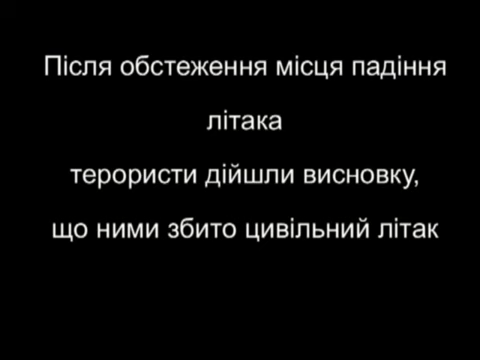 Після обстеження місця падіння
літака
терористи дійшли висновку,
що ними збито цивільний літак